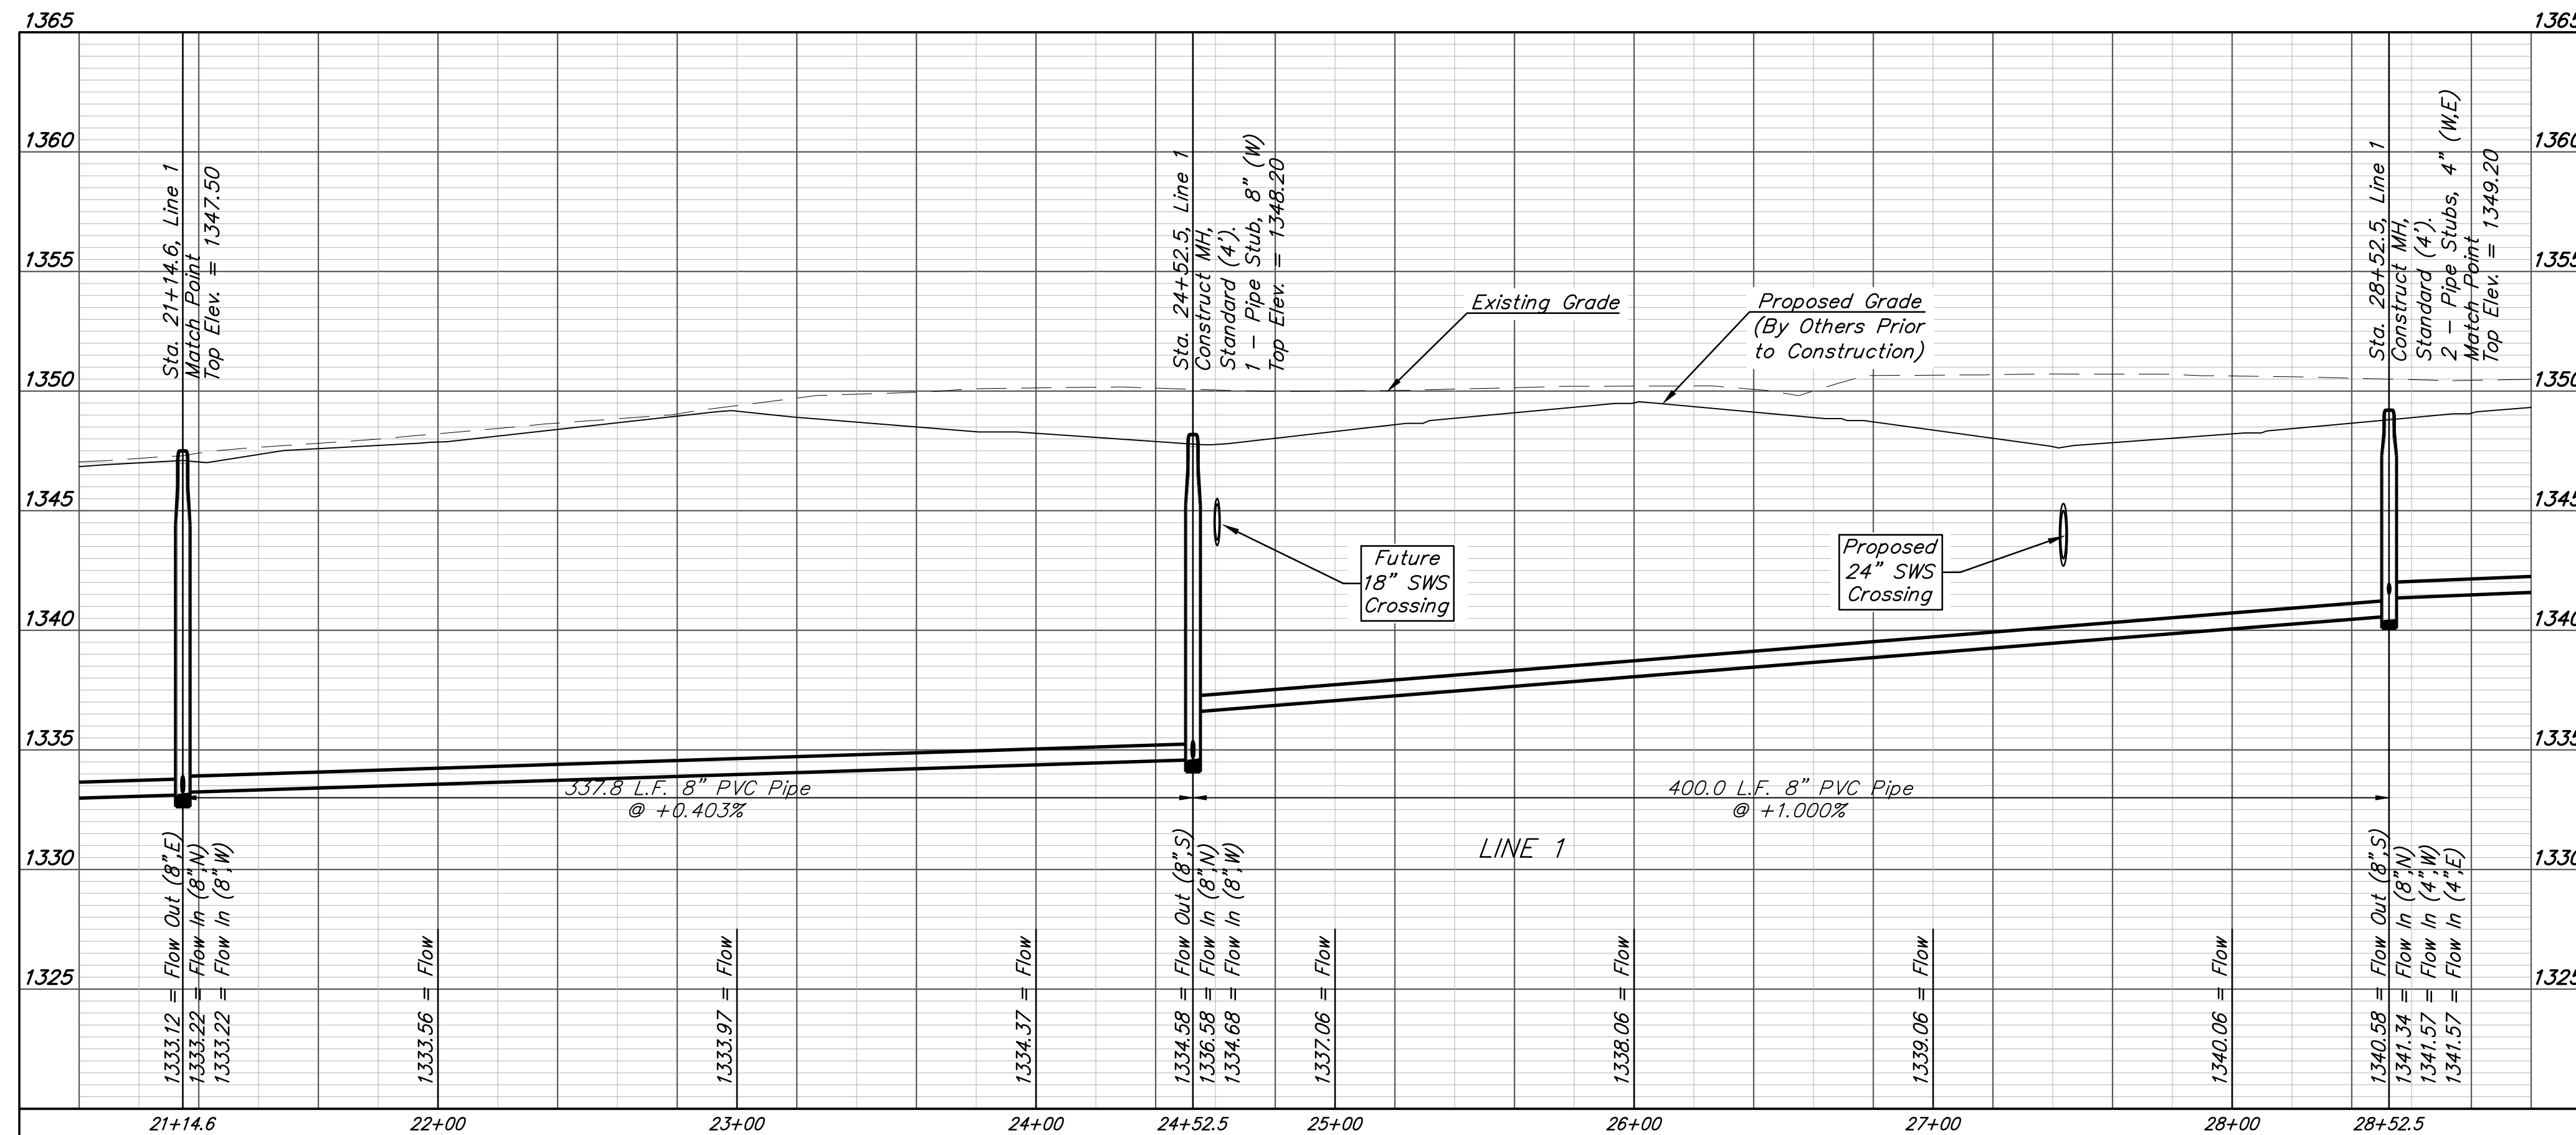 1365
1360
1355
1350
1345
1340
1335
1330
1325
1365
1360
1355
1350
1345
1340
1335
1330
1325
Sta. 21+14.6, Line 1
Match Point
Top Elev. = 1347.50
Sta. 24+52.5, Line 1
Construct MH,
Standard (4').
1 - Pipe Stub, 8" (W)
Top Elev. = 1348.20
Sta. 28+52.5, Line 1
Construct MH,
Standard (4').
2 - Pipe Stubs, 4" (W,E)
Match Point
Top Elev. = 1349.20
Existing Grade
Proposed Grade
(By Others Prior
to Construction)
Future
18" SWS
Crossing
Proposed
24" SWS
Crossing
337.8 L.F. 8" PVC Pipe
@ +0.403%
400.0 L.F. 8" PVC Pipe
@ +1.000%
LINE 1
1333.12 = Flow Out (8",E)
1333.22 = Flow In (8",N)
1333.22 = Flow In (8",W)
1333.56 = Flow
1333.97 = Flow
1334.37 = Flow
1334.58 = Flow Out (8",S)
1336.58 = Flow In (8",N)
1334.68 = Flow In (8",W)
1337.06 = Flow
1338.06 = Flow
1339.06 = Flow
1340.06 = Flow
1340.58 = Flow Out (8",S)
1341.34 = Flow In (8",N)
1341.57 = Flow In (4",W)
1341.57 = Flow In (4",E)
21+14.6
22+00
23+00
24+00
24+52.5
25+00
26+00
27+00
28+00
28+52.5